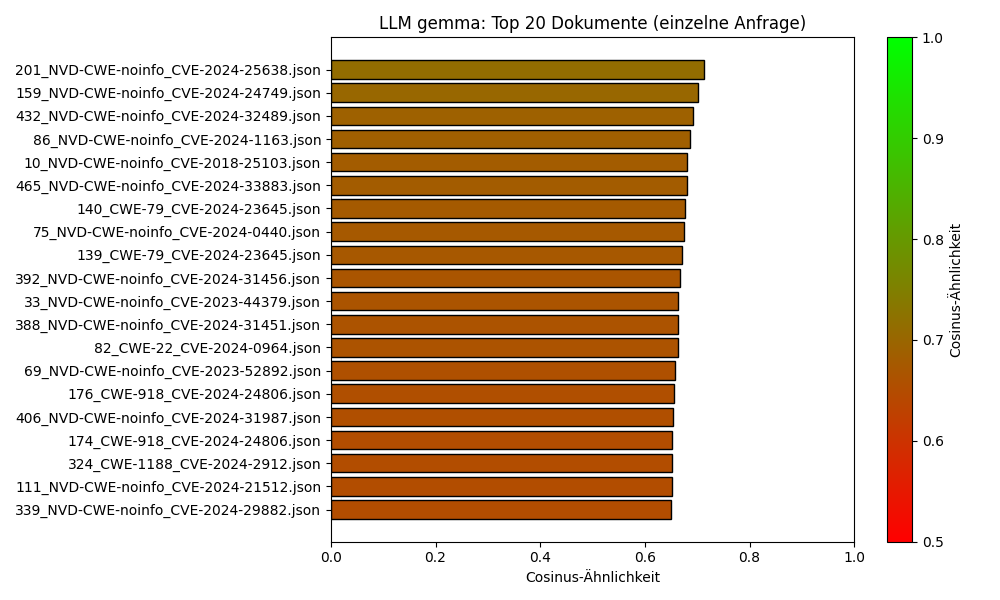 LLM gemma: Top 20 Dokumente (einzelne Anfrage)
201_NVD-CWE-noinfo_CVE-2024-25638.json
159_NVD-CWE-noinfo_CVE-2024-24749.json
432_NVD-CWE-noinfo_CVE-2024-32489.json
86_NVD-CWE-noinfo_CVE-2024-1163.json
10_NVD-CWE-noinfo_CVE-2018-25103.json
465_NVD-CWE-noinfo_CVE-2024-33883.json
140_CWE-79_CVE-2024-23645.json
75_NVD-CWE-noinfo_CVE-2024-0440.json
139_CWE-79_CVE-2024-23645.json
392_NVD-CWE-noinfo_CVE-2024-31456.json
33_NVD-CWE-noinfo_CVE-2023-44379.json
388_NVD-CWE-noinfo_CVE-2024-31451.json
82_CWE-22_CVE-2024-0964.json
69_NVD-CWE-noinfo_CVE-2023-52892.json
176_CWE-918_CVE-2024-24806.json
406_NVD-CWE-noinfo_CVE-2024-31987.json
174_CWE-918_CVE-2024-24806.json
324_CWE-1188_CVE-2024-2912.json
111_NVD-CWE-noinfo_CVE-2024-21512.json
339_NVD-CWE-noinfo_CVE-2024-29882.json
0.0 0.2 0.4 0.6 0.8 1.0
Cosinus-Ähnlichkeit
1.0
0.9
0.8
0.7
0.6
0.5
Cosinus-Ähnlichkeit